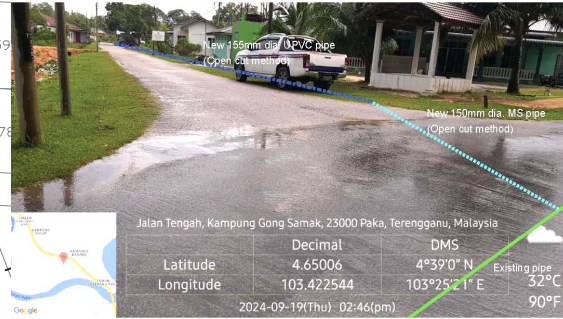 New 155mm dia. UPVC pipe
(Open cut method)
New 150mm dia. MS pipe
(Open cut method)
Jalan Tengah, Kampung Gong Samak, 23000 Paka, Terengganu, Malaysia
Decimal DMS
Latitude 4.65006 4°39'0" N
Existing pipe
Longitude 103.422544 103°25'21" E
32°C
2024-09-19(Thu) 02:46(pm)
90°F
Google